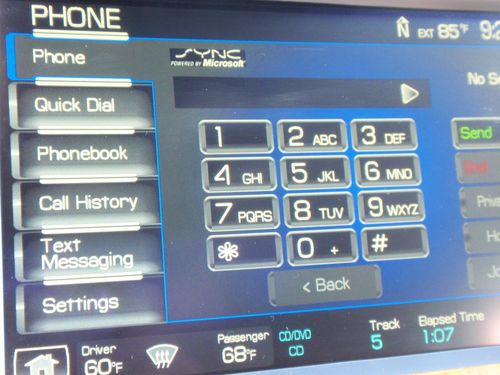 PHONE
N EXT 85°F 9
Phone
SYNC
POWERED BY Microsoft
No
Quick Dial
1
2 ABC
3 DEF
Send
Phonebook
4 GHI
5 JKL
6 MNO
End
Call History
7 PQRS
8 TUV
9 WXYZ
Text
Messaging
*
0 +
#
< Back
Settings
Driver
60°F
Passenger
68°F
CD/DVD
CD
Track
5
Elapsed Time
1:07